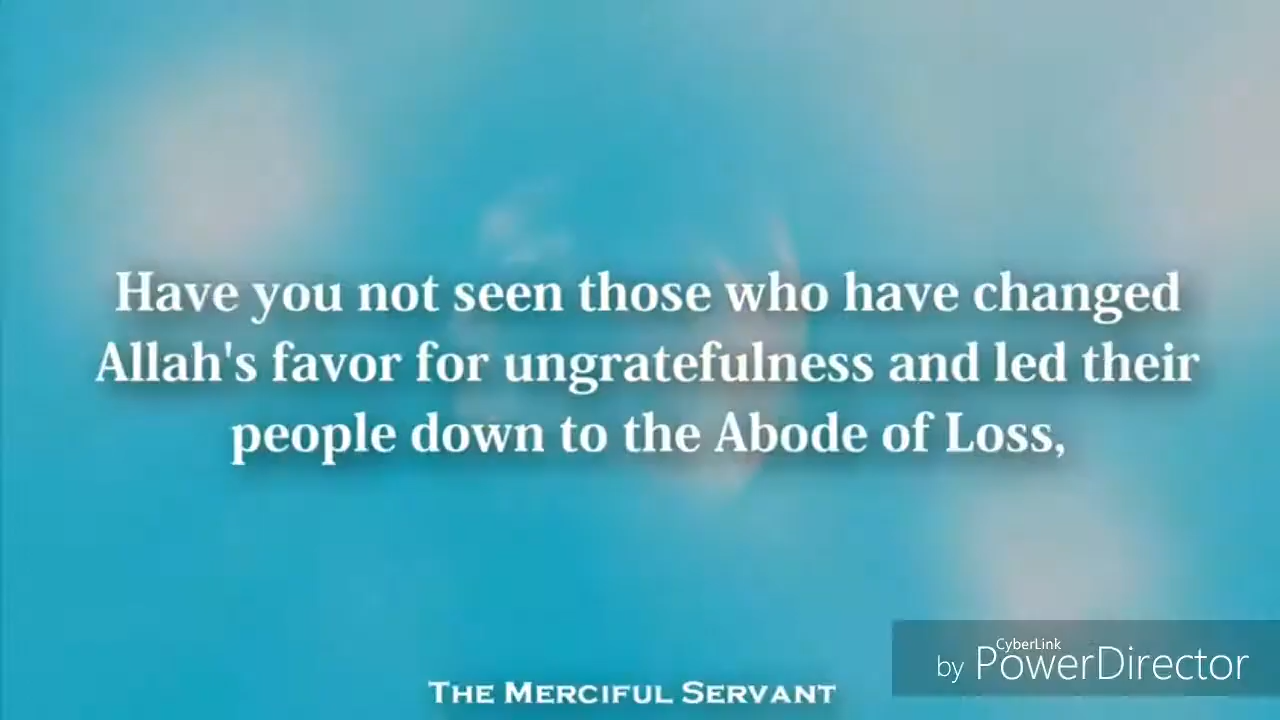 Have you not seen those who have changed
Allah's favor for ungratefulness and led their
people down to the Abode of Loss,
CyberLink
by PowerDirector
THE MERCIFUL SERVANT